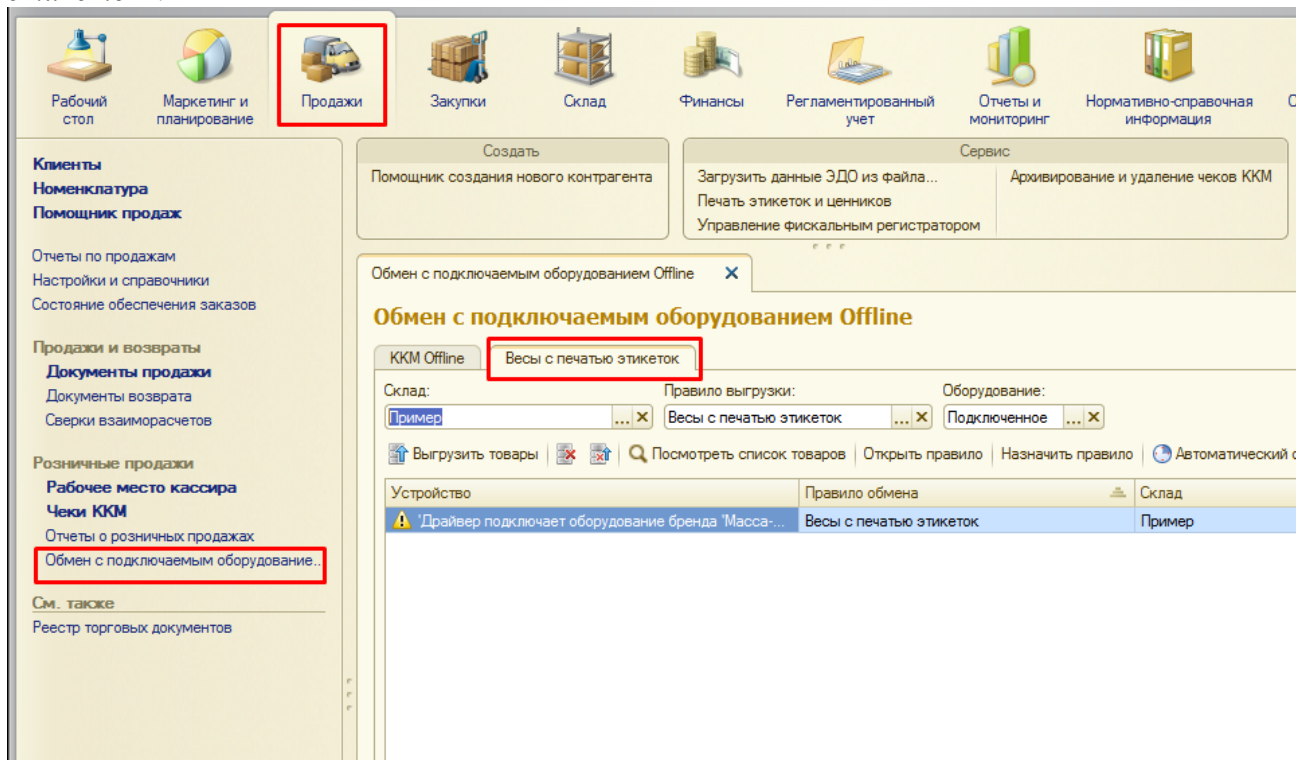 Рабочий стол
Маркетинг и планирование
Продажи
Закупки
Склад
Финансы
Регламентированный учет
Отчеты и мониторинг
Нормативно-справочная информация
Клиенты
Номенклатура
Помощник продаж
Отчеты по продажам
Настройки и справочники
Состояние обеспечения заказов
Продажи и возвраты
Документы продажи
Документы возврата
Сверки взаиморасчетов
Розничные продажи
Рабочее место кассира
Чеки ККМ
Отчеты о розничных продажах
Обмен с подключаемым оборудование...
См. также
Реестр торговых документов
Создать
Помощник создания нового контрагента
Сервис
Загрузить данные ЭДО из файла...
Архивирование и удаление чеков ККМ
Печать этикеток и ценников
Управление фискальным регистратором
Обмен с подключаемым оборудованием Offline
Обмен с подключаемым оборудованием Offline
ККМ Offline
Весы с печатью этикеток
Склад:
Правило выгрузки:
Оборудование:
Пример
Весы с печатью этикеток
Подключенное
Выгрузить товары
Посмотреть список товаров
Открыть правило
Назначить правило
Автоматический о
Устройство
Правило обмена
Склад
'Драйвер подключает оборудование бренда 'Масса-...
Весы с печатью этикеток
Пример